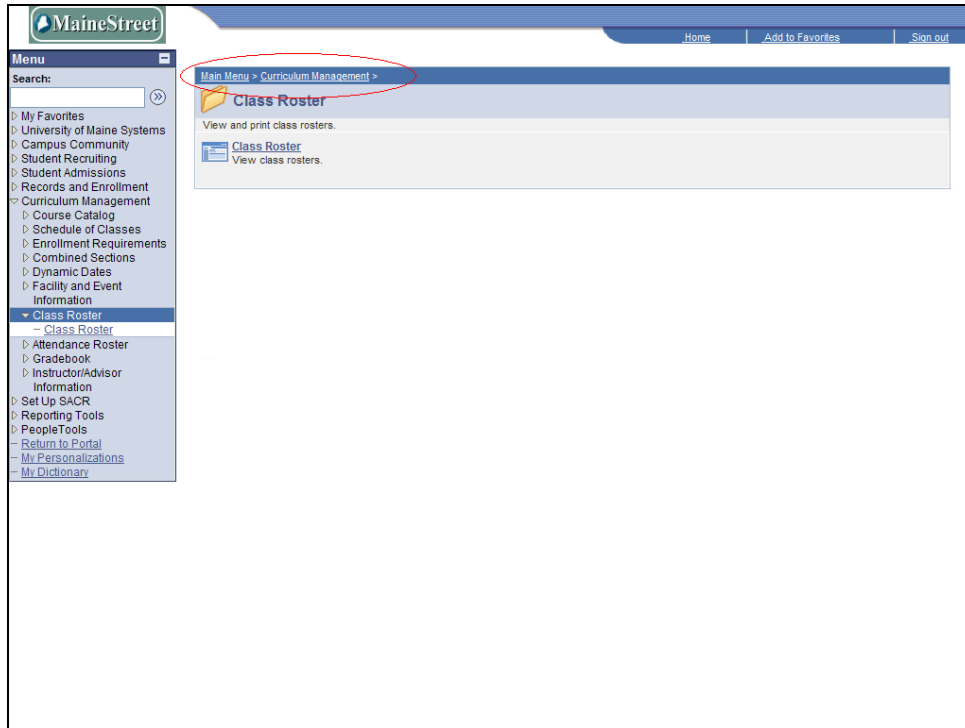 MaineStreet
Home
Add to Favorites
Sign out
Menu
Search:
My Favorites
University of Maine Systems
Campus Community
Student Recruiting
Student Admissions
Records and Enrollment
Curriculum Management
Course Catalog
Schedule of Classes
Enrollment Requirements
Combined Sections
Dynamic Dates
Facility and Event
Information
Class Roster
– Class Roster
Attendance Roster
Gradebook
Instructor/Advisor
Information
Set Up SACR
Reporting Tools
PeopleTools
– Return to Portal
– My Personalizations
– My Dictionary
Main Menu > Curriculum Management >
Class Roster
View and print class rosters.
Class Roster
View class rosters.